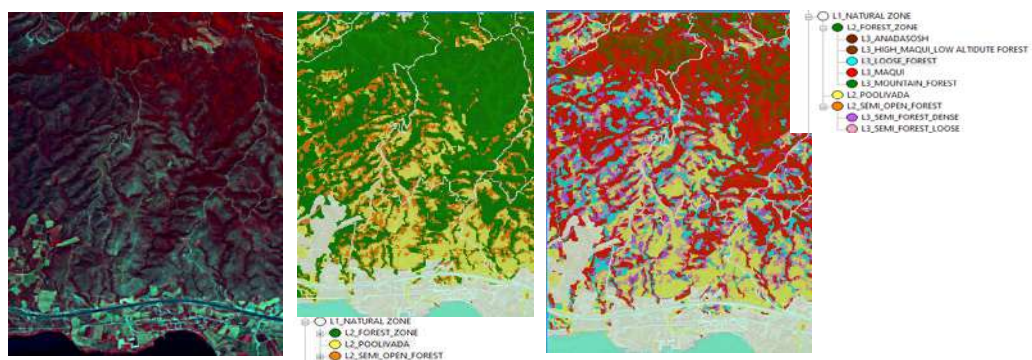 L1_NATURAL ZONE
L2_FOREST_ZONE
L3_ANADASOSH
L3_HIGH_MAQUI_LOW ALTIDUTE FOREST
L3_LOOSE_FOREST
L3_MAQUI
L3_MOUNTAIN_FOREST
L2_POOLIVADA
L2_SEMI_OPEN_FOREST
L3_SEMI_FOREST_DENSE
L3_SEMI_FOREST_LOOSE
L1_NATURAL ZONE
L2_FOREST_ZONE
L2_POOLIVADA
L2_SEMI_OPEN_FOREST